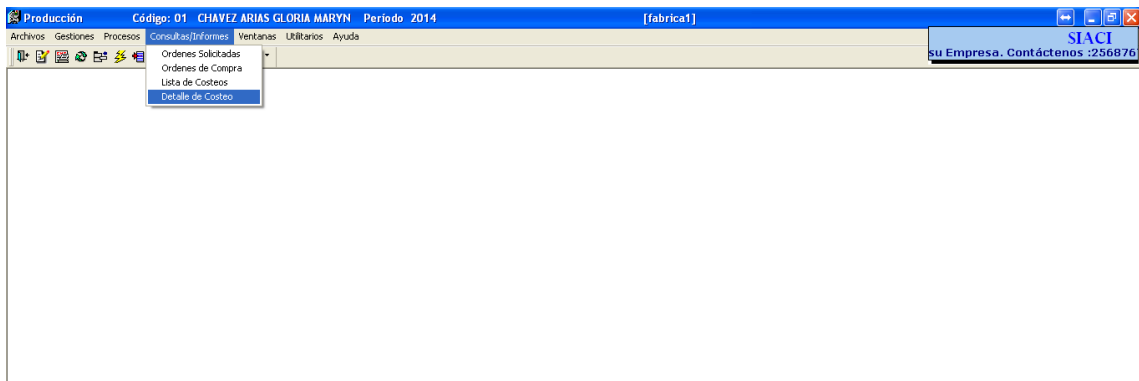 Producción Código: 01 CHAVEZ ARIAS GLORIA MARYN Período 2014 [fabrica1]
Archivos Gestiones Procesos Consultas/Informes Ventanas Utilitarios Ayuda
SIACI
su Empresa. Contáctenos :256876
Ordenes Solicitadas
Ordenes de Compra
Lista de Costeos
Detalle de Costeo